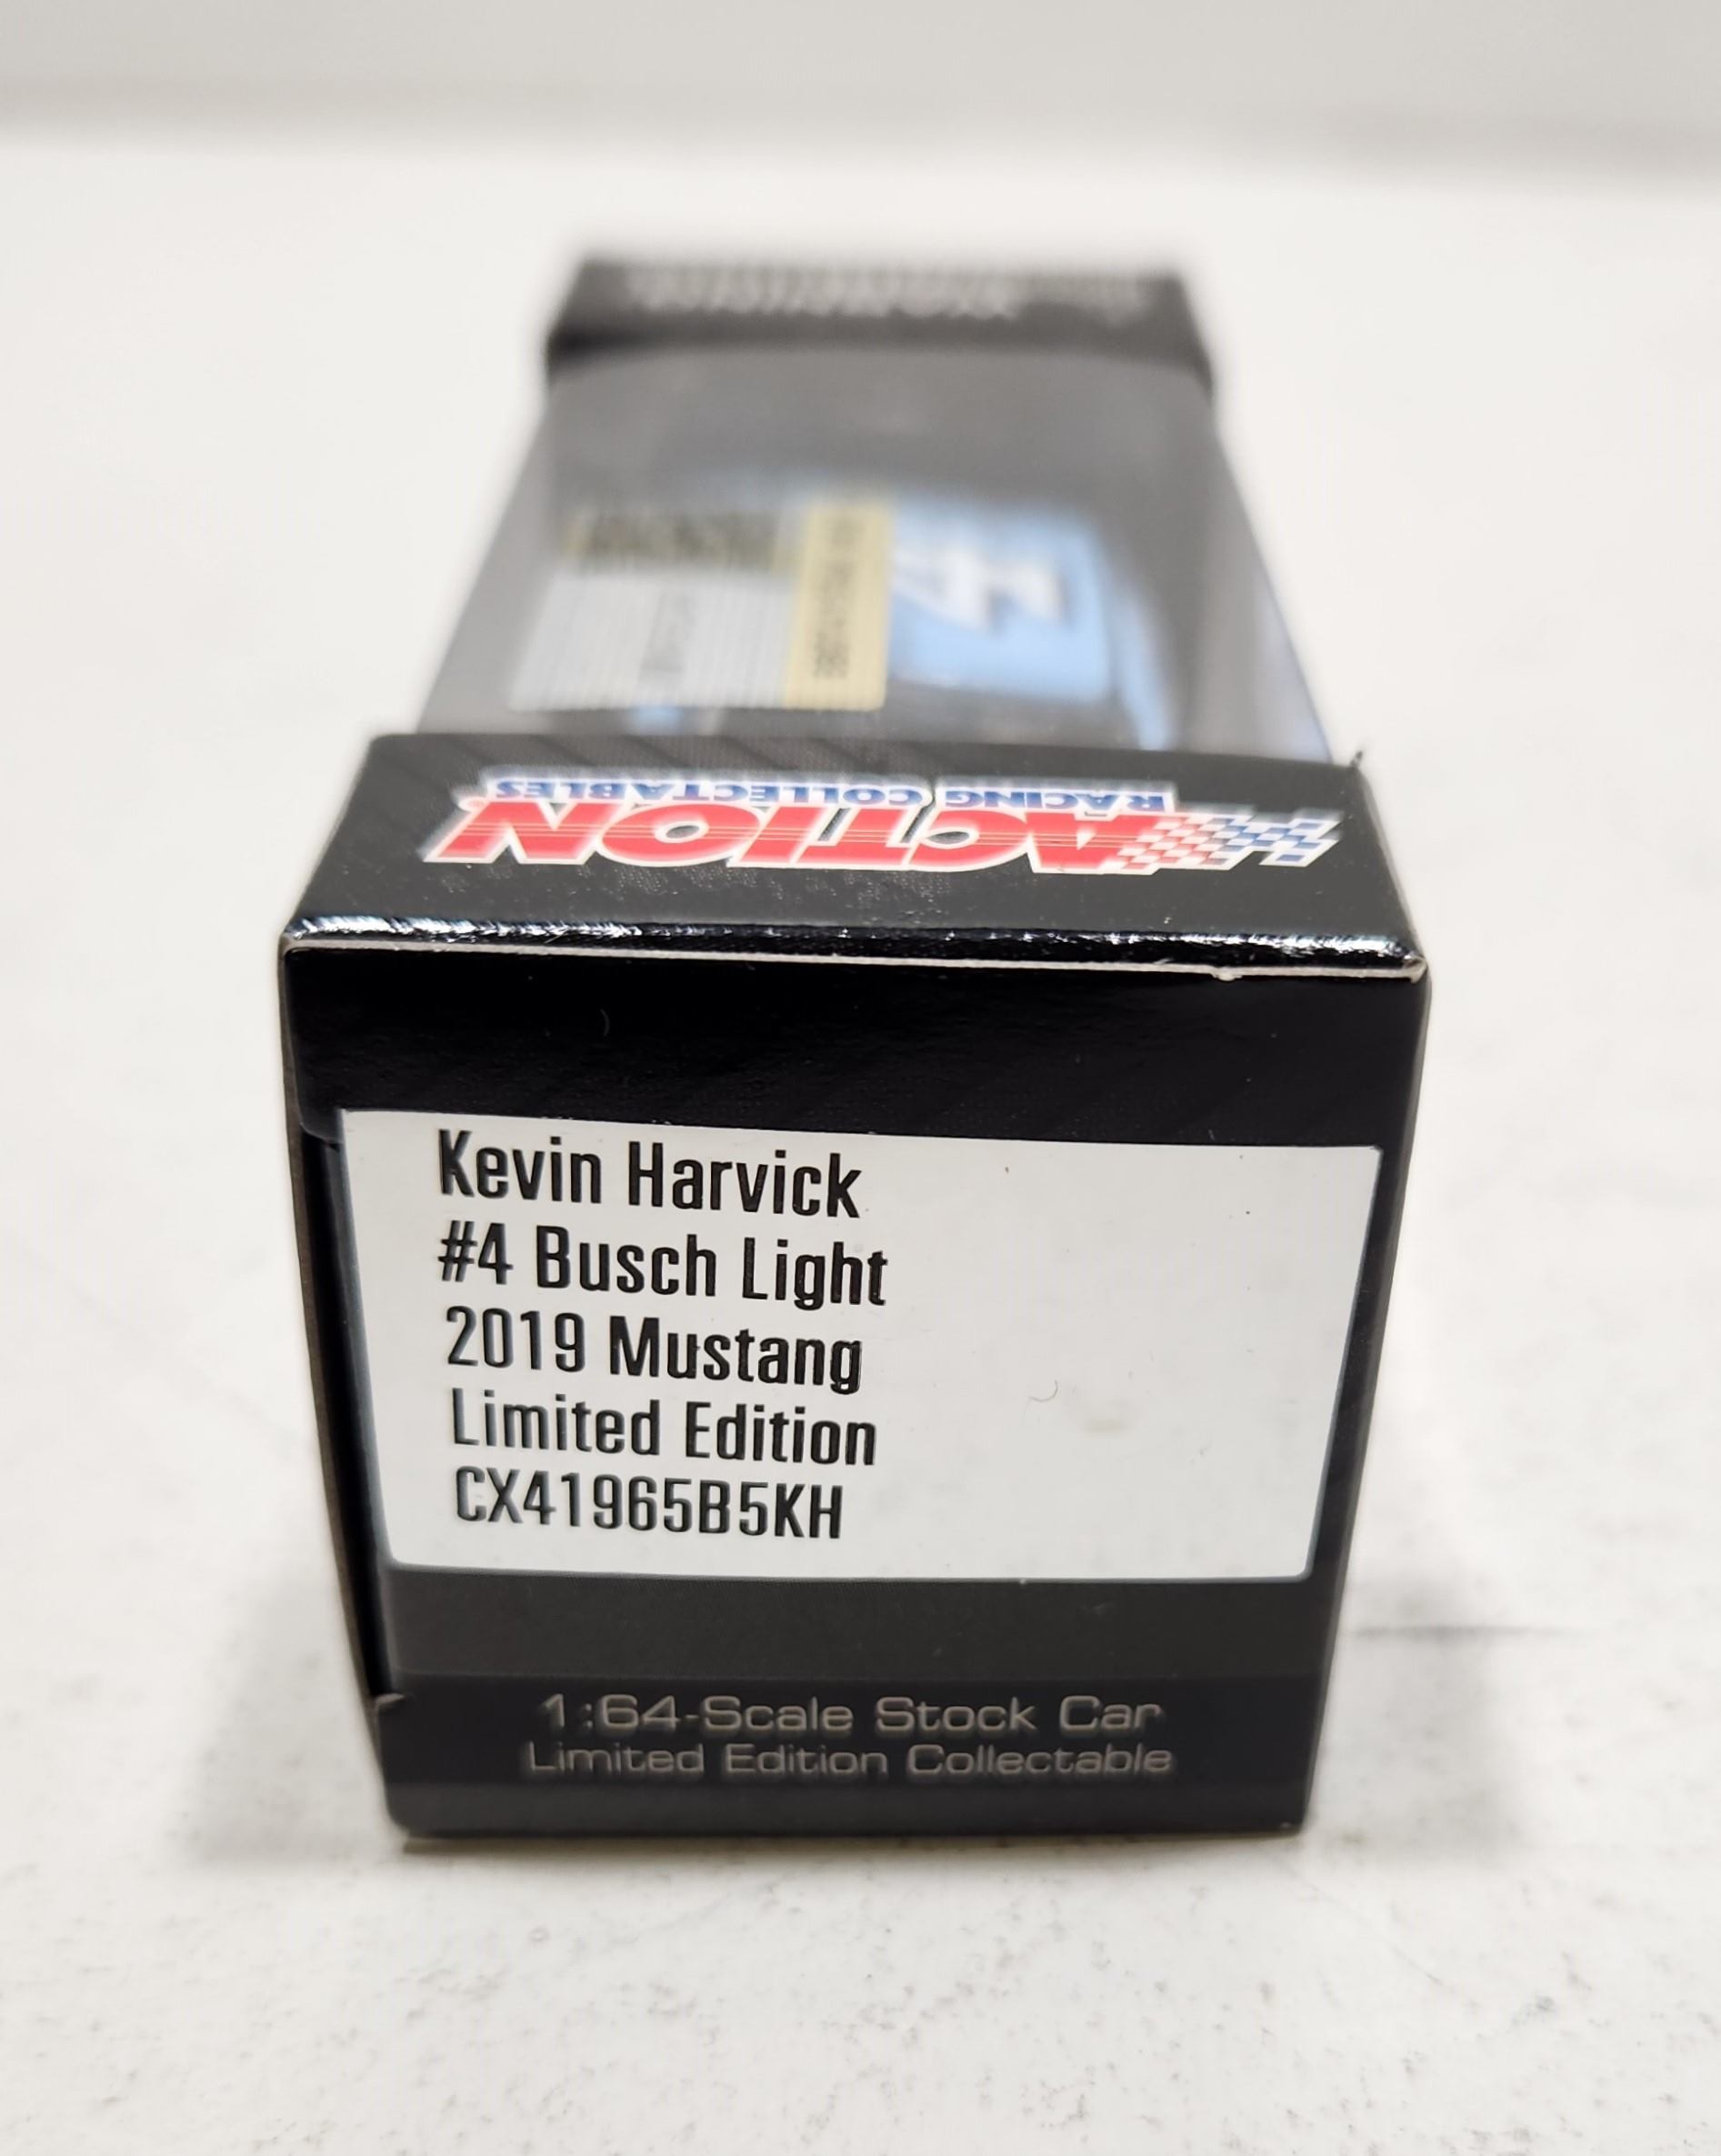 ACTION
RACING COLLECTABLES
Kevin Harvick
#4 Busch Light
2019 Mustang
Limited Edition
CX41965B5KH
1:64-Scale Stock Car
Limited Edition Collectable